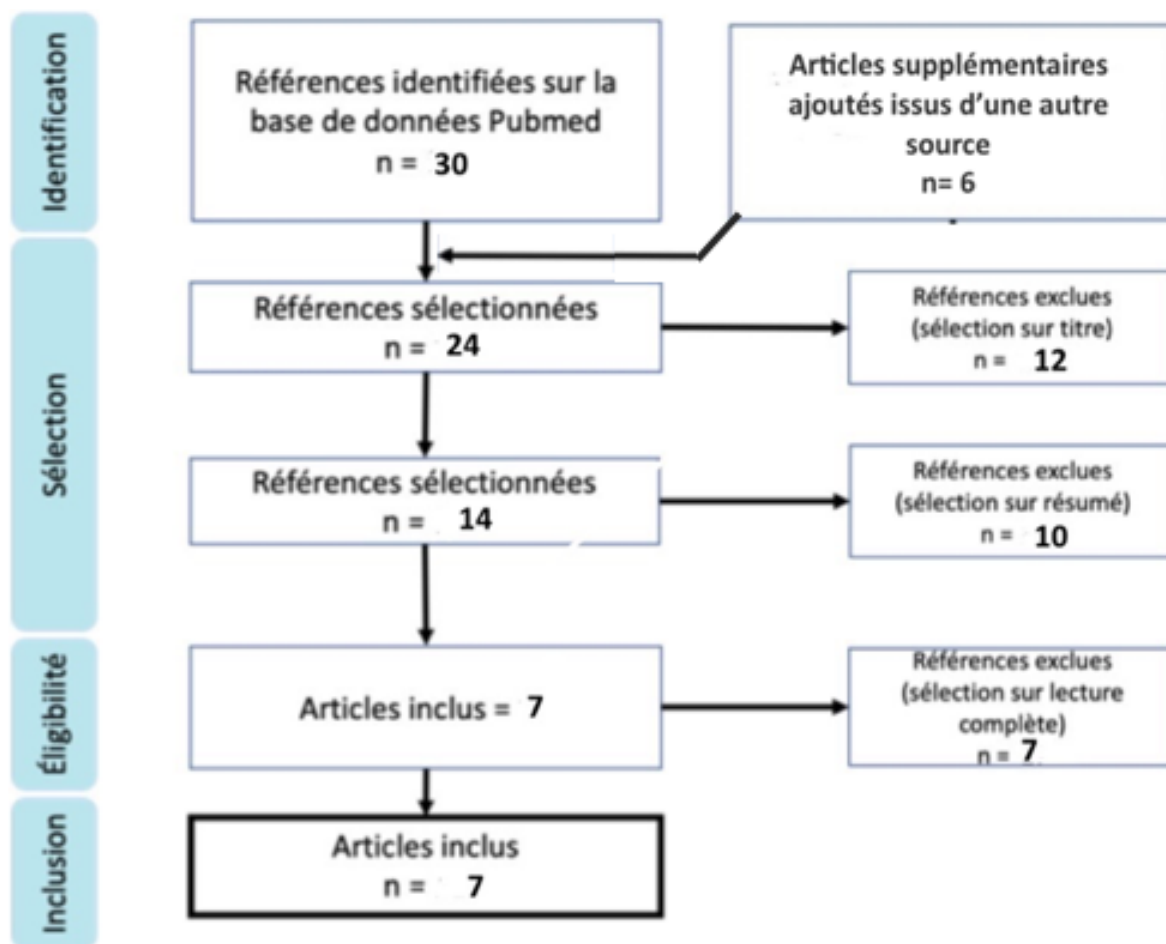 Identification
Références identifiées sur la
base de données Pubmed
n = 30
Articles supplémentaires
ajoutés issus d'une autre
source
n= 6
Sélection
Références sélectionnées
n = 24
Références exclues
(sélection sur titre)
n = 12
Références sélectionnées
n = 14
Références exclues
(sélection sur résumé)
n = 10
Éligibilité
Articles inclus = 7
Références exclues
(sélection sur lecture
complète)
n = 7
Inclusion
Articles inclus
n = 7